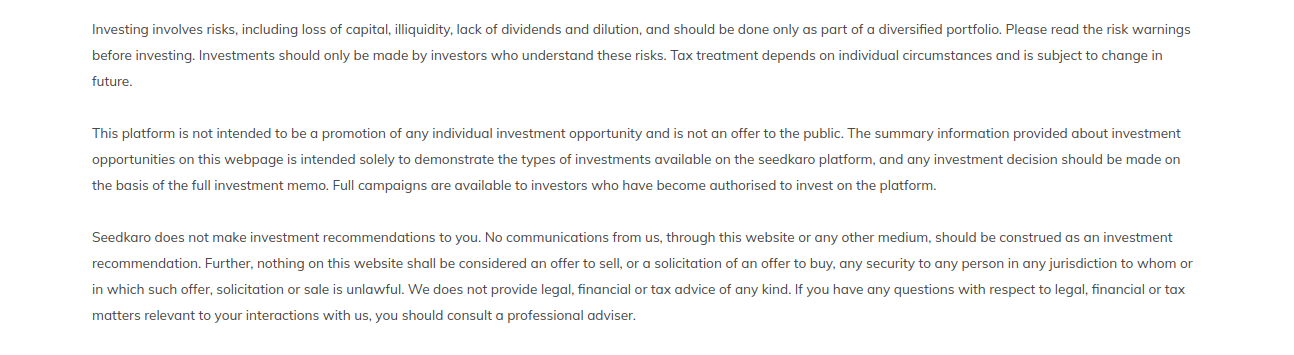 Investing involves risks, including loss of capital, illiquidity, lack of dividends and dilution, and should be done only as part of a diversified portfolio. Please read the risk warnings
before investing. Investments should only be made by investors who understand these risks. Tax treatment depends on individual circumstances and is subject to change in
future.
This platform is not intended to be a promotion of any individual investment opportunity and is not an offer to the public. The summary information provided about investment
opportunities on this webpage is intended solely to demonstrate the types of investments available on the seedkaro platform, and any investment decision should be made on
the basis of the full investment memo. Full campaigns are available to investors who have become authorised to invest on the platform.
Seedkaro does not make investment recommendations to you. No communications from us, through this website or any other medium, should be construed as an investment
recommendation. Further, nothing on this website shall be considered an offer to sell, or a solicitation of an offer to buy, any security to any person in any jurisdiction to whom or
in which such offer, solicitation or sale is unlawful. We does not provide legal, financial or tax advice of any kind. If you have any questions with respect to legal, financial or tax
matters relevant to your interactions with us, you should consult a professional adviser.